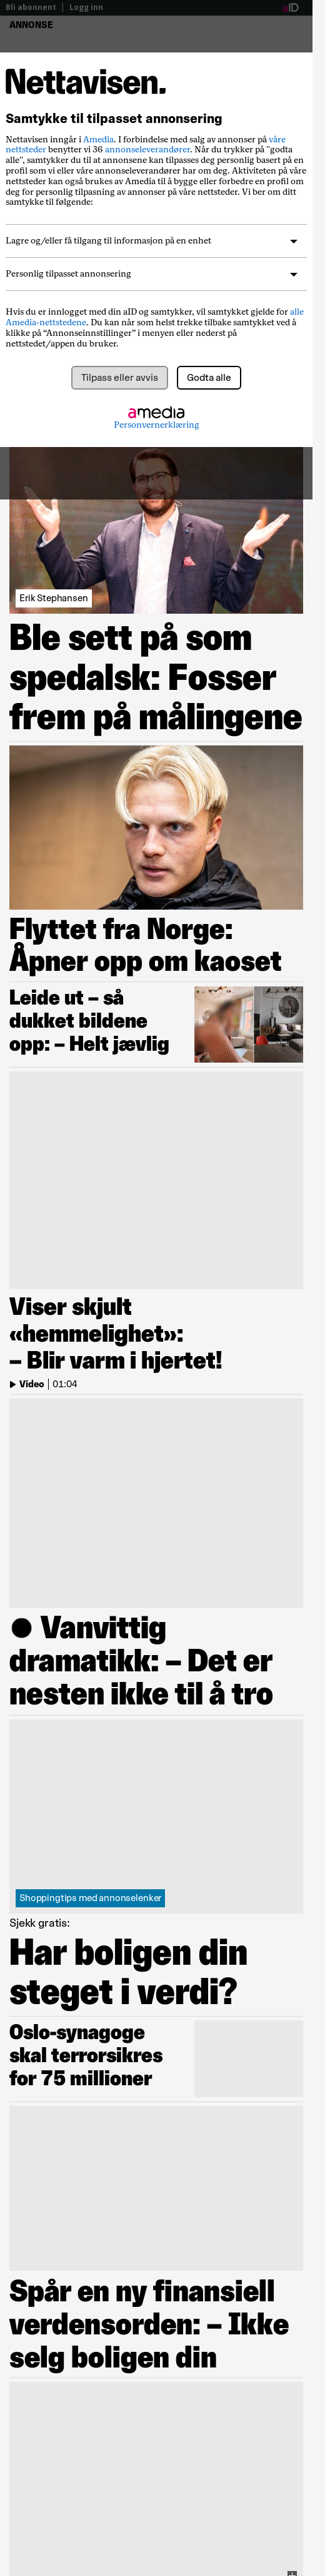 Bli abonnent | Logg inn
aID
ANNONSE
Nettavisen.
Samtykke til tilpasset annonsering
Nettavisen inngår i Amedia. I forbindelse med salg av annonser på våre
nettsteder benytter vi 36 annonseleverandører. Når du trykker på "godta
alle", samtykker du til at annonsene kan tilpasses deg personlig basert på en
profil som vi eller våre annonseleverandører har om deg. Aktiviteten på våre
nettsteder kan også brukes av Amedia til å bygge eller forbedre en profil om
deg for personlig tilpasning av annonser på våre nettsteder. Vi ber om ditt
samtykke til følgende:
Lagre og/eller få tilgang til informasjon på en enhet
Personlig tilpasset annonsering
Hvis du er innlogget med din aID og samtykker, vil samtykket gjelde for alle
Amedia-nettstedene. Du kan når som helst trekke tilbake samtykket ved å
klikke på “Annonseinnstillinger” i menyen eller nederst på
nettstedet/appen du bruker.
Tilpass eller avvis
Godta alle
amedia
Personvernerklæring
Erik Stephansen
Ble sett på som
spedalsk: Fosser
frem på målingene
Flyttet fra Norge:
Åpner opp om kaoset
Leide ut – så
dukket bildene
opp: – Helt jævlig
Viser skjult
«hemmelighet»:
– Blir varm i hjertet!
Video | 01:04
● Vanvittig
dramatikk: – Det er
nesten ikke til å tro
Shoppingtips med annonselenker
Sjekk gratis:
Har boligen din
steget i verdi?
Oslo-synagoge
skal terrorsikres
for 75 millioner
Spår en ny finansiell
verdensorden: – Ikke
selg boligen din